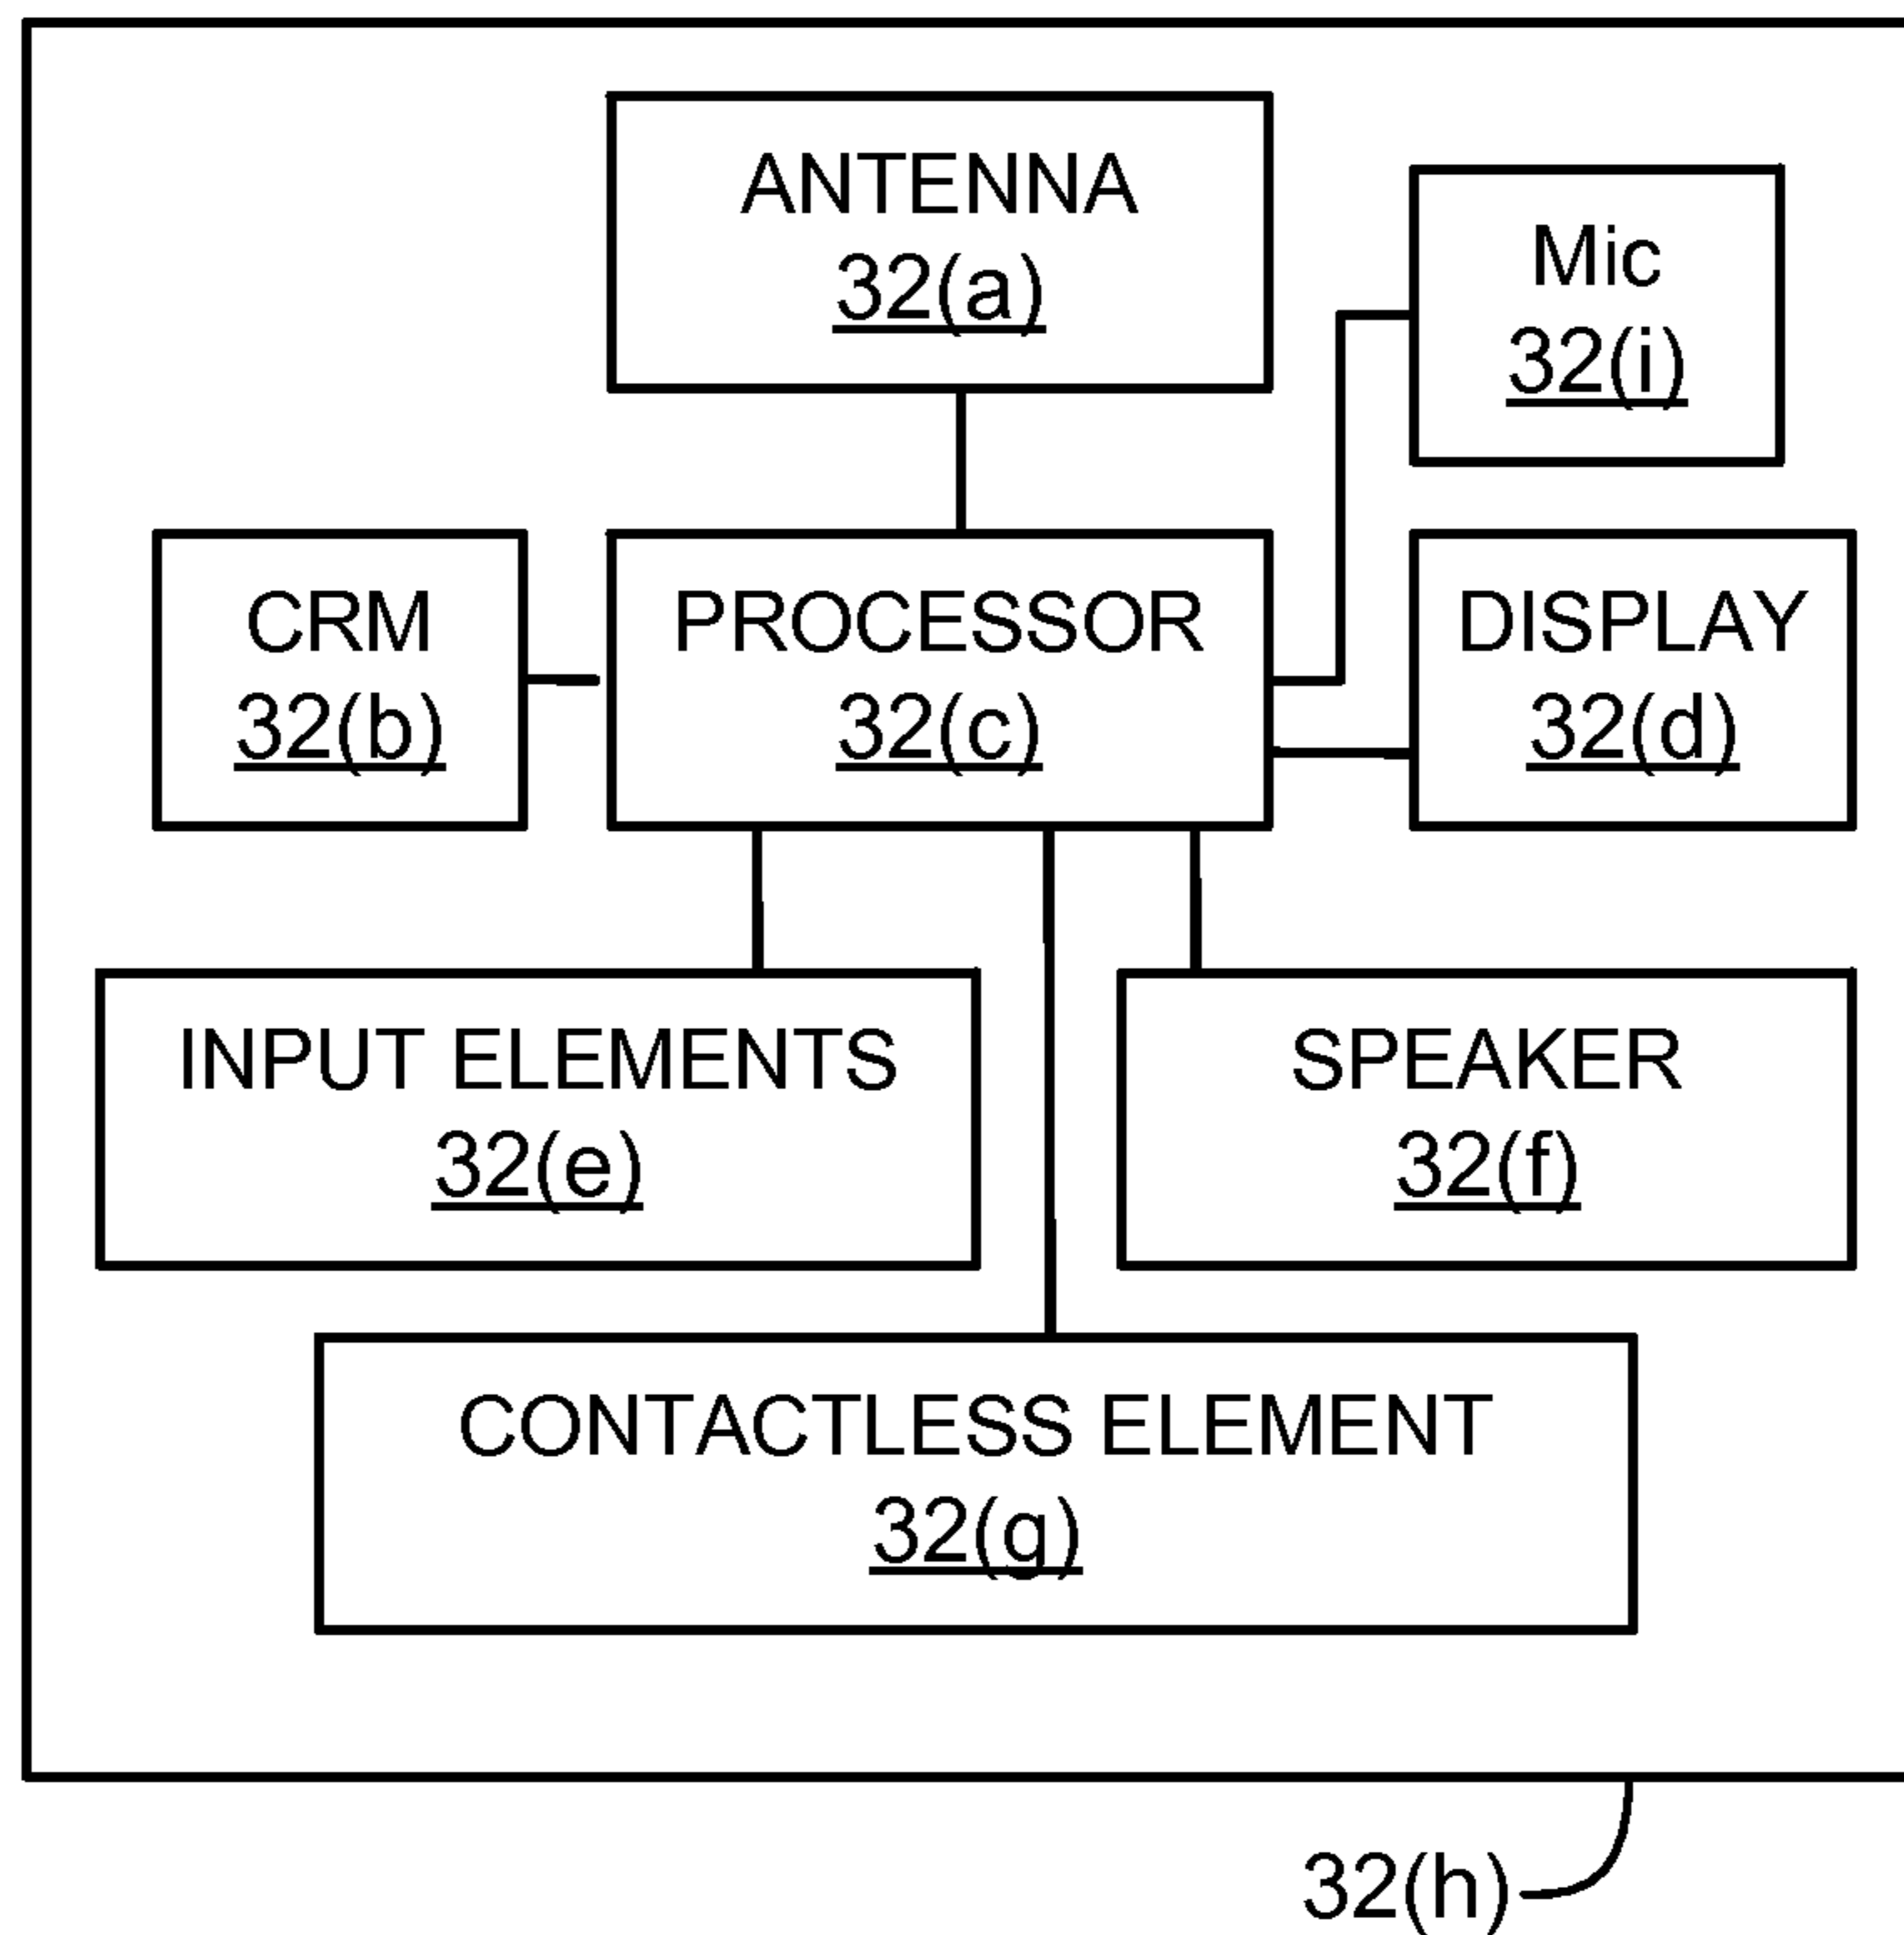 ANTENNA
32(a)
Mic
32(i)
CRM
32(b)
PROCESSOR
32(c)
DISPLAY
32(d)
INPUT ELEMENTS
32(e)
SPEAKER
32(f)
CONTACTLESS ELEMENT
32(g)
32(h)